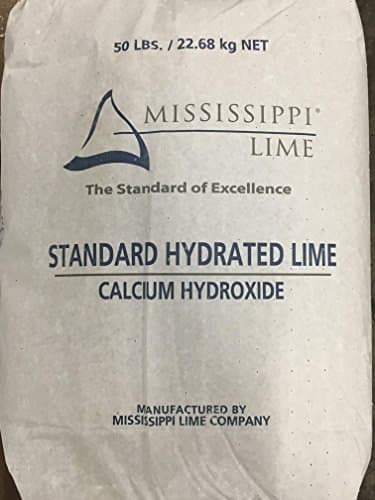 50 LBS. / 22.68 kg NET
MISSISSIPPI®
LIME
The Standard of Excellence
STANDARD HYDRATED LIME
CALCIUM HYDROXIDE
MANUFACTURED BY
MISSISSIPPI LIME COMPANY